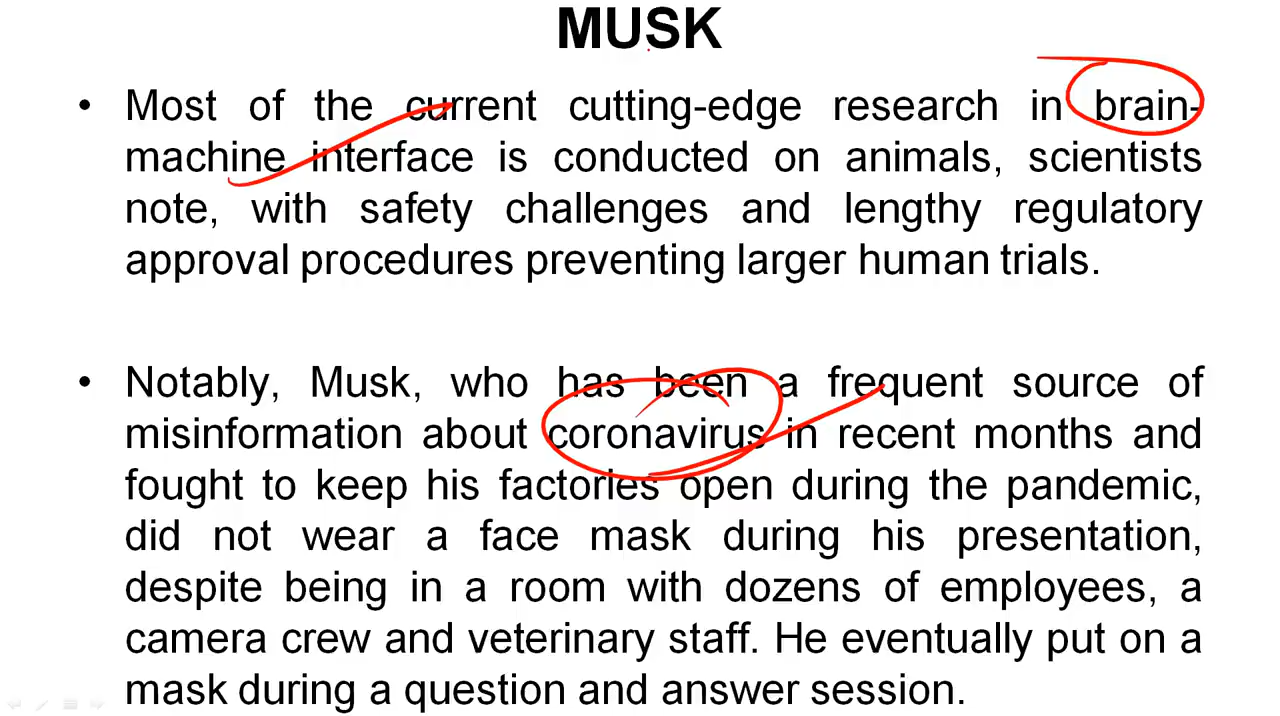 MUSK
• Most of the current cutting-edge research in brain-
machine interface is conducted on animals, scientists
note, with safety challenges and lengthy regulatory
approval procedures preventing larger human trials.
• Notably, Musk, who has been a frequent source of
misinformation about coronavirus in recent months and
fought to keep his factories open during the pandemic,
did not wear a face mask during his presentation,
despite being in a room with dozens of employees, a
camera crew and veterinary staff. He eventually put on a
mask during a question and answer session.